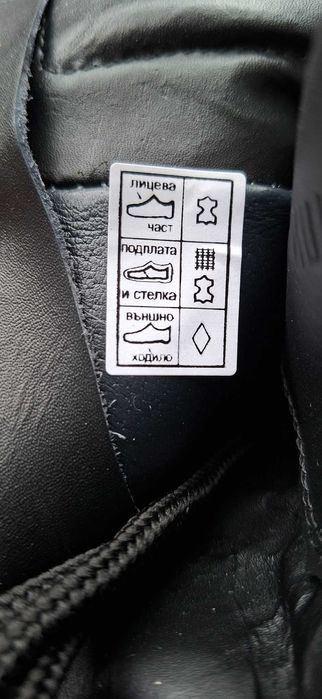 лицева
част
подплата
и стелка
външно
ходило